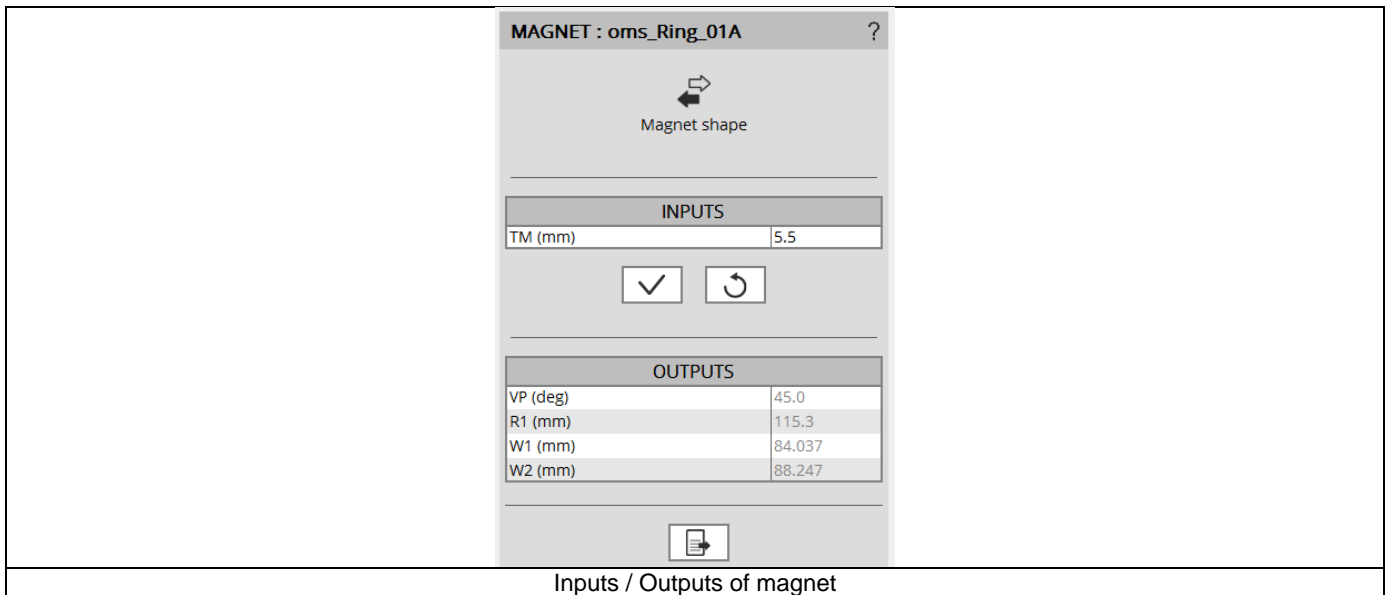 MAGNET : oms_Ring_01A ?
Magnet shape
INPUTS
TM (mm) 5.5
OUTPUTS
VP (deg) 45.0
R1 (mm) 115.3
W1 (mm) 84.037
W2 (mm) 88.247
Inputs / Outputs of magnet